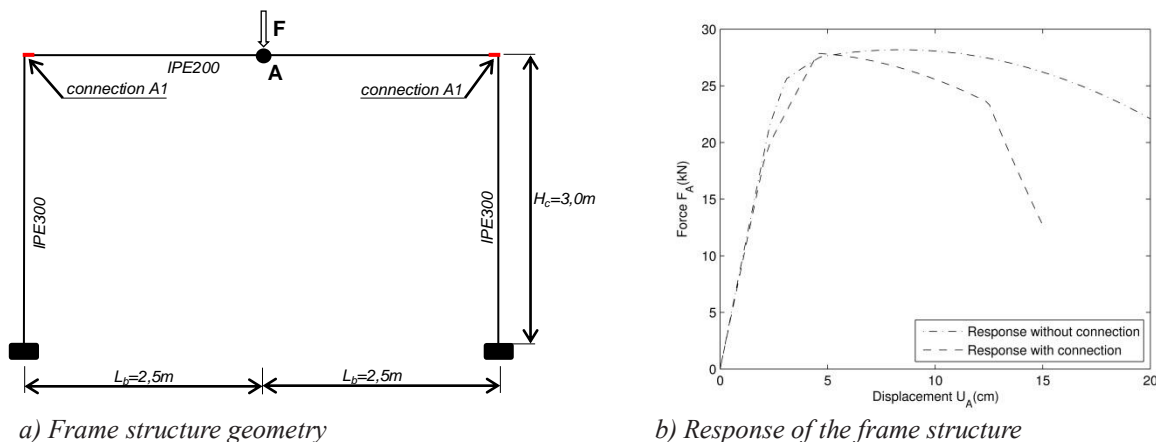 F
A
IPE200
connection A1
connection A1
IPE300
IPE300
H_c=3,0m
L_b=2,5m
L_b=2,5m
a) Frame structure geometry
30
25
20
15
10
5
0
Force F_A(kN)
0 5 10 15 20
Displacement U_A(cm)
Response without connection
Response with connection
b) Response of the frame structure